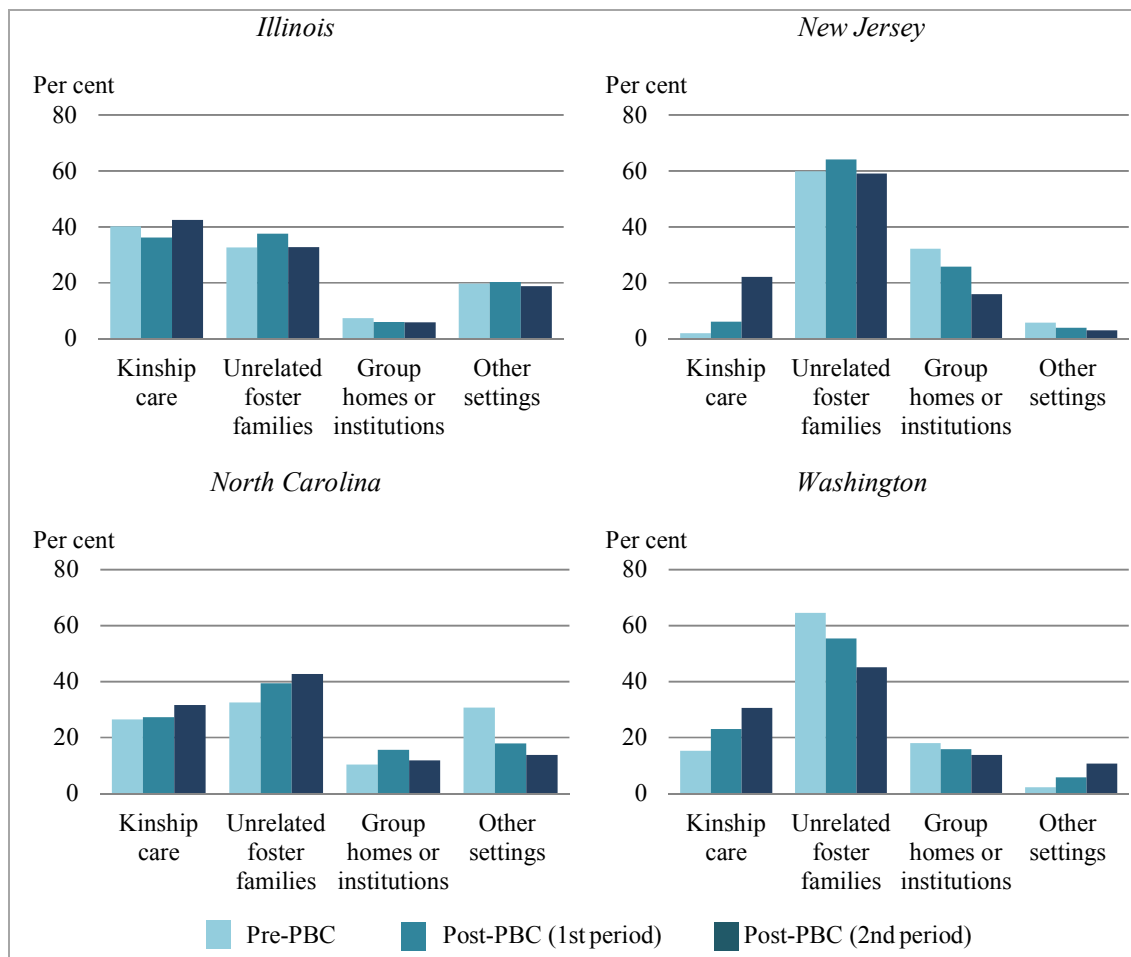 Illinois
Per cent
80
60
40
20
0
Kinship care
Unrelated foster families
Group homes or institutions
Other settings
New Jersey
Per cent
80
60
40
20
0
Kinship care
Unrelated foster families
Group homes or institutions
Other settings
North Carolina
Per cent
80
60
40
20
0
Kinship care
Unrelated foster families
Group homes or institutions
Other settings
Washington
Per cent
80
60
40
20
0
Kinship care
Unrelated foster families
Group homes or institutions
Other settings
Pre-PBC
Post-PBC (1st period)
Post-PBC (2nd period)